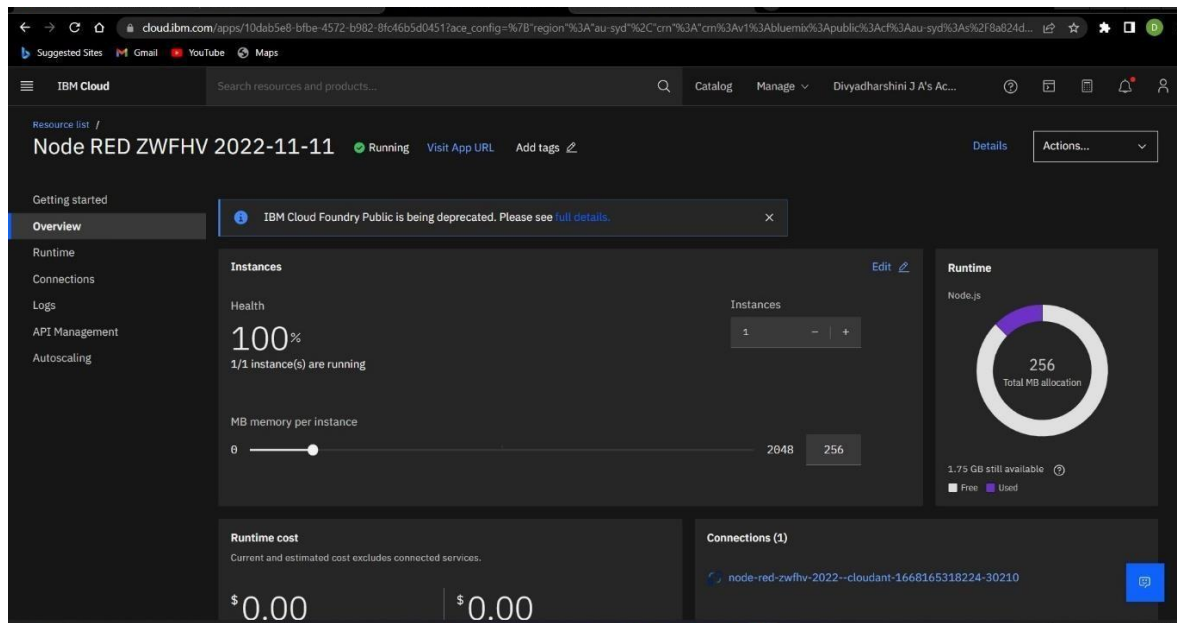 cloud.ibm.com/apps/10dab5e8-bfbe-4572-b982-8fc46b5d0451?ace_config=%7B"region"%3A"au-syd"%2C"crn"%3A"crn%3Av1%3Abluemix%3Apublic%3Acf%3Aau-syd%3As%2F8a824d...
D
Suggested Sites Gmail YouTube Maps
IBM Cloud Search resources and products... Catalog Manage Divyadharshini J A's Ac...
Resource list /
Node RED ZWFHV 2022-11-11 Running Visit App URL Add tags Details Actions...
Getting started
Overview
Runtime
Connections
Logs
API Management
Autoscaling
IBM Cloud Foundry Public is being deprecated. Please see full details.
Instances Edit
Health
100%
1/1 instance(s) are running
Instances
1 - +
MB memory per instance
0 2048 256
Runtime
Node.js
256
Total MB allocation
1.75 GB still available
Free Used
Runtime cost
Current and estimated cost excludes connected services.
$0.00 $0.00
Connections (1)
node-red-zwfhv-2022--cloudant-1668165318224-30210